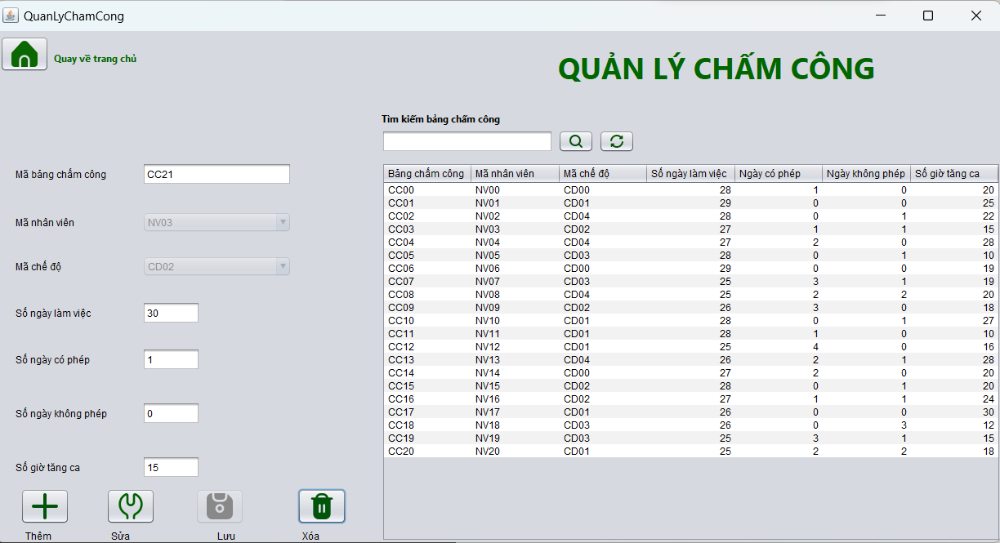 QuanLyChamCong
Quay về trang chủ
QUẢN LÝ CHẤM CÔNG
Tìm kiếm bảng chấm công
Mã bảng chấm công CC21
Mã nhân viên NV03
Mã chế độ CD02
Số ngày làm việc 30
Số ngày có phép 1
Số ngày không phép 0
Số giờ tăng ca 15
Thêm Sửa Lưu Xóa
Bảng chấm công Mã nhân viên Mã chế độ Số ngày làm việc Ngày có phép Ngày không phép Số giờ tăng ca
CC00 NV00 CD00 28 1 0 20
CC01 NV01 CD01 29 0 0 25
CC02 NV02 CD04 28 0 1 22
CC03 NV03 CD02 27 1 1 15
CC04 NV04 CD04 27 2 0 28
CC05 NV05 CD03 28 0 1 10
CC06 NV06 CD00 29 0 0 19
CC07 NV07 CD03 25 3 1 19
CC08 NV08 CD04 25 2 2 20
CC09 NV09 CD02 26 3 0 18
CC10 NV10 CD01 28 0 1 27
CC11 NV11 CD01 28 1 0 10
CC12 NV12 CD01 25 4 0 16
CC13 NV13 CD04 26 2 1 28
CC14 NV14 CD00 27 2 0 20
CC15 NV15 CD02 28 0 1 20
CC16 NV16 CD02 27 1 1 24
CC17 NV17 CD01 26 0 0 30
CC18 NV18 CD03 26 0 3 12
CC19 NV19 CD03 25 3 1 15
CC20 NV20 CD01 25 2 2 18